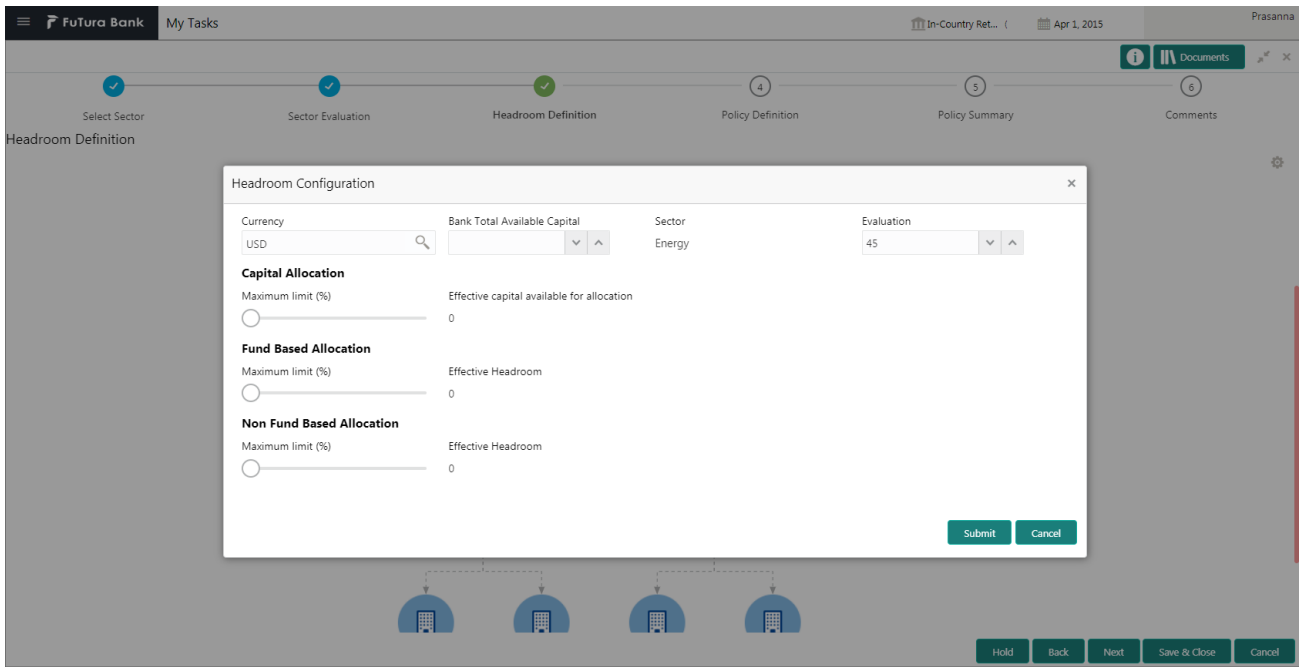 FuTura Bank
My Tasks
In-Country Ret... (
Apr 1, 2015
Prasanna
Documents
4
5
6
Select Sector
Sector Evaluation
Headroom Definition
Policy Definition
Policy Summary
Comments
Headroom Definition
Headroom Configuration
Currency
Bank Total Available Capital
Sector
Evaluation
USD
Energy
45
Capital Allocation
Maximum limit (%)
Effective capital available for allocation
0
Fund Based Allocation
Maximum limit (%)
Effective Headroom
0
Non Fund Based Allocation
Maximum limit (%)
Effective Headroom
0
Submit
Cancel
Hold
Back
Next
Save & Close
Cancel